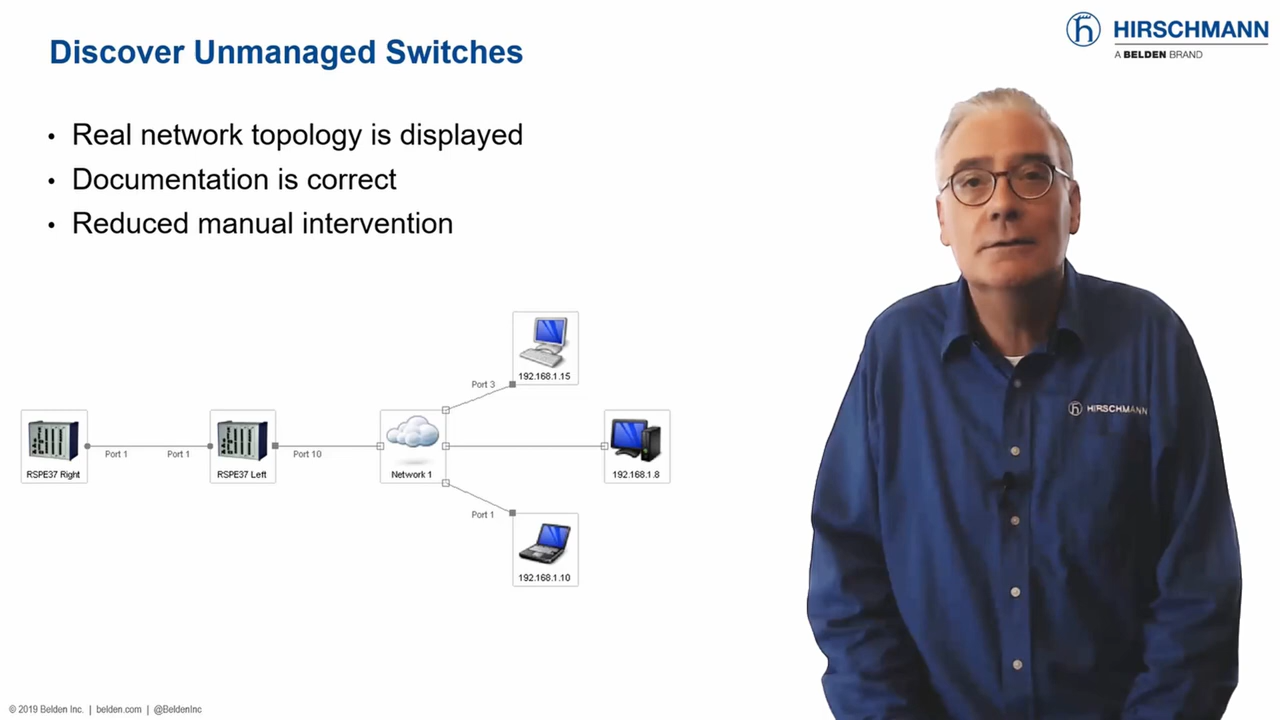 Discover Unmanaged Switches
HIRSCHMANN
A BELDEN BRAND
• Real network topology is displayed
• Documentation is correct
• Reduced manual intervention
192.168.1.15
Port 3
HIRSCHMANN
RSPE37 Right
Port 1
Port 1
RSPE37 Left
Port 10
Network 1
192.168.1.8
Port 1
192.168.1.10
© 2019 Belden Inc. | belden.com | @BeldenInc